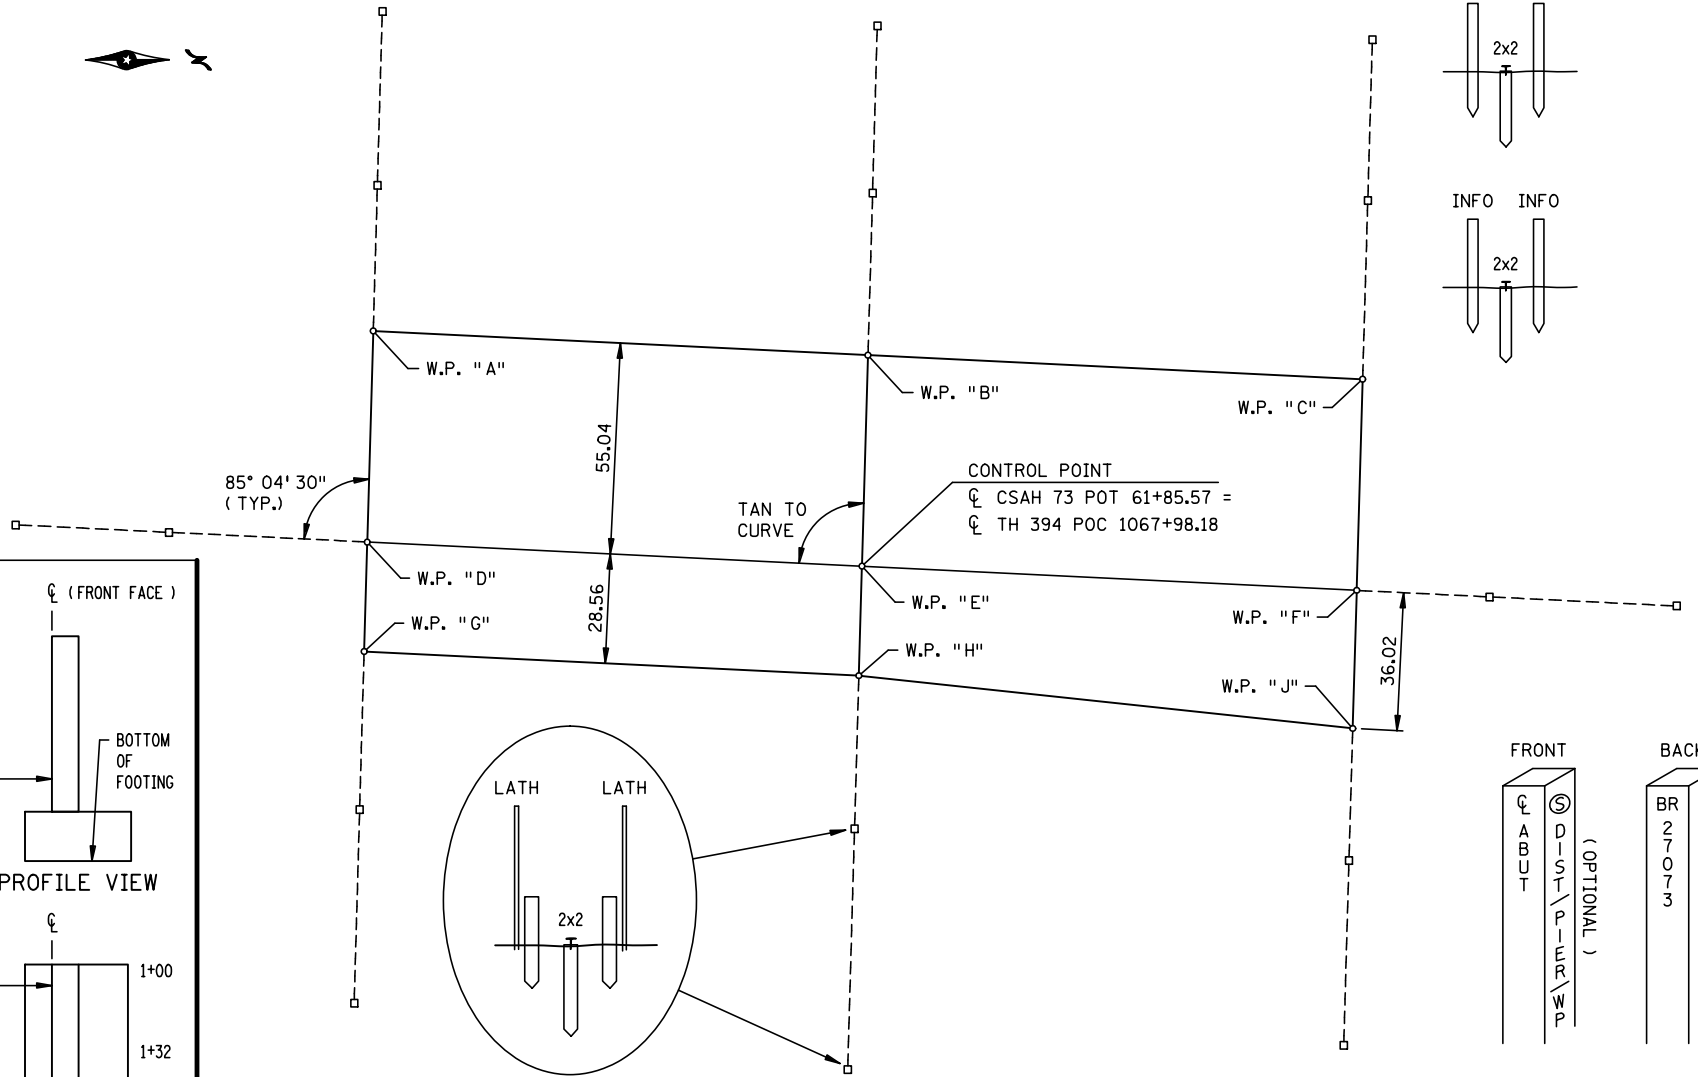 2x2
INFO INFO
2x2
W.P. "A"
W.P. "B"
W.P. "C"
55.04
85° 04' 30"
(TYP.)
TAN TO
CURVE
CONTROL POINT
℄ CSAH 73 POT 61+85.57 =
℄ TH 394 POC 1067+98.18
W.P. "D"
W.P. "E"
W.P. "F"
28.56
W.P. "G"
W.P. "H"
W.P. "J"
36.02
℄ (FRONT FACE)
BOTTOM
OF
FOOTING
PROFILE VIEW
℄
1+00
1+32
LATH LATH
2x2
FRONT
BACK
℄ ABUT
Ⓢ DIST/PIER/WP
(OPTIONAL)
BR 27073